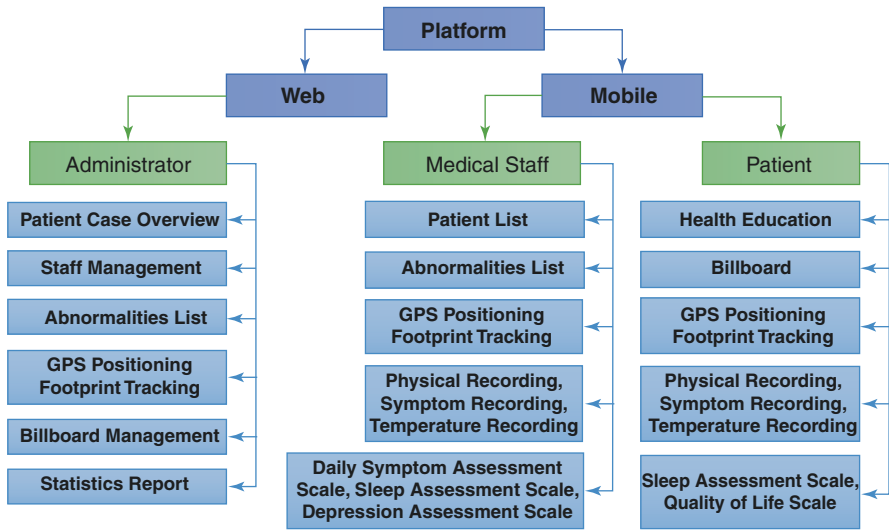 Platform
Web
Mobile
Administrator
Medical Staff
Patient
Patient Case Overview
Staff Management
Abnormalities List
GPS Positioning
Footprint Tracking
Billboard Management
Statistics Report
Patient List
Abnormalities List
GPS Positioning
Footprint Tracking
Physical Recording,
Symptom Recording,
Temperature Recording
Daily Symptom Assessment
Scale, Sleep Assessment Scale,
Depression Assessment Scale
Health Education
Billboard
GPS Positioning
Footprint Tracking
Physical Recording,
Symptom Recording,
Temperature Recording
Sleep Assessment Scale,
Quality of Life Scale